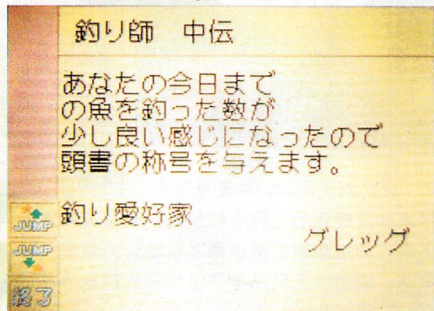 釣り師 中伝
あなたの今日まで
の魚を釣った数が
少し良い感じになったので
頭書の称号を与えます。
釣り愛好家
グレッグ
JUMP
JUMP
終了